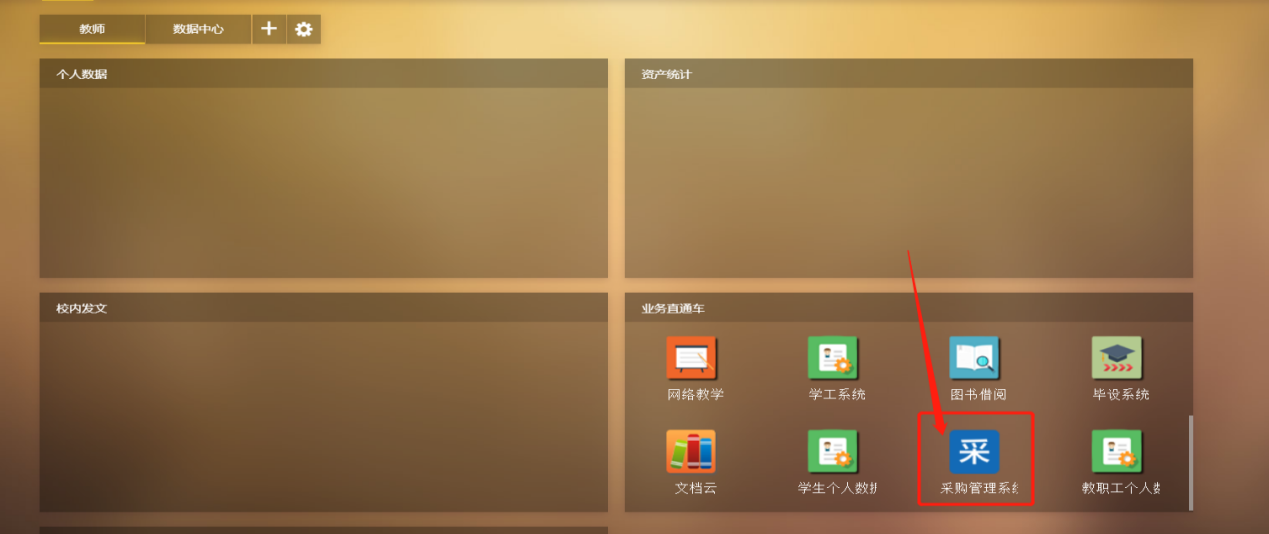 教师 数据中心
个人数据
资产统计
校内发文
业务直通车
网络教学 学工系统 图书借阅 毕设系统
采
文档云 学生个人数据 采购管理系统 教职工个人数